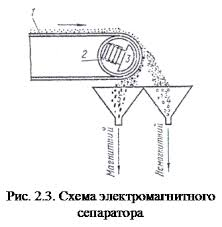 1
2
3
Магнитный
Немагнитный
Рис. 2.3. Схема электромагнитного
сепаратора